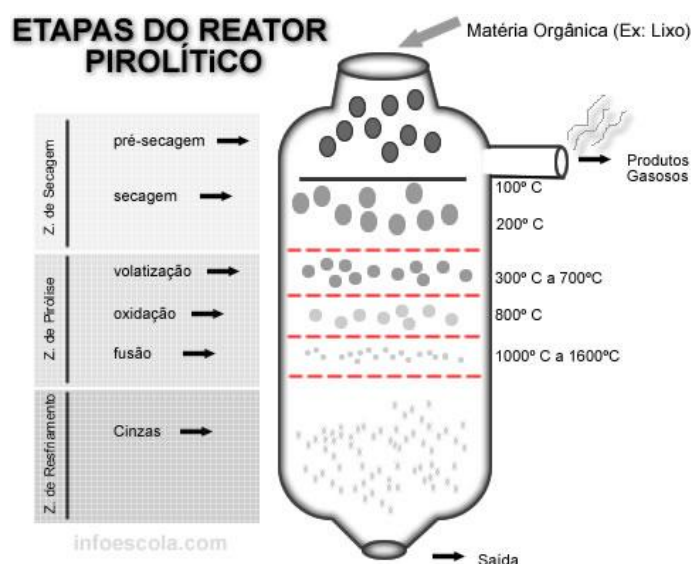 ETAPAS DO REATOR
PIROLÍTiCO
Matéria Orgânica (Ex: Lixo)
Z. de Secagem
pré-secagem
secagem
Produtos
Gasosos
100º C
200º C
Z. de Pirólise
volatização
oxidação
fusão
300º C a 700ºC
800º C
1000º C a 1600ºC
Z. de Resfriamento
Cinzas
infoescola.com
Saída